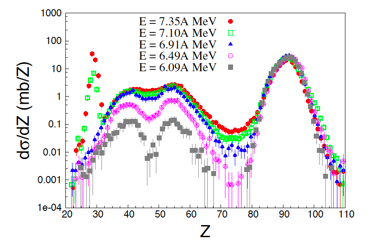 1000
100
10
1
0.1
0.01
0.001
1e-04
dσ/dZ (mb/Z)
E = 7.35A MeV
E = 7.10A MeV
E = 6.91A MeV
E = 6.49A MeV
E = 6.09A MeV
20 30 40 50 60 70 80 90 100 110
Z